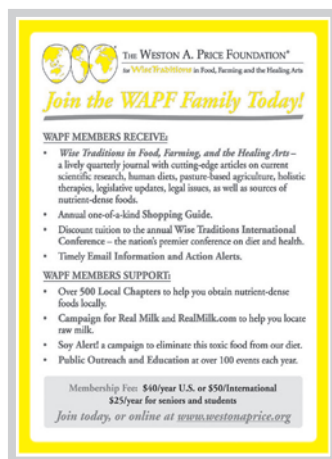 THE WESTON A. PRICE FOUNDATION®
for WiseTraditions in Food, Farming and the Healing Arts
Join the WAPF Family Today!
WAPF MEMBERS RECEIVE:
• Wise Traditions in Food, Farming, and the Healing Arts –
a lively quarterly journal with cutting-edge articles on current
scientific research, human diets, pasture-based agriculture, holistic
therapies, legislative updates, legal issues, as well as sources of
nutrient-dense foods.
• Annual one-of-a-kind Shopping Guide.
• Discount tuition to the annual Wise Traditions International
Conference – the nation's premier conference on diet and health.
• Timely Email Information and Action Alerts.
WAPF MEMBERS SUPPORT:
• Over 500 Local Chapters to help you obtain nutrient-dense
foods locally.
• Campaign for Real Milk and RealMilk.com to help you locate
raw milk.
• Soy Alert! a campaign to eliminate this toxic food from our diet.
• Public Outreach and Education at over 100 events each year.
Membership Fee: $40/year U.S. or $50/International
$25/year for seniors and students
Join today, or online at www.westonaprice.org